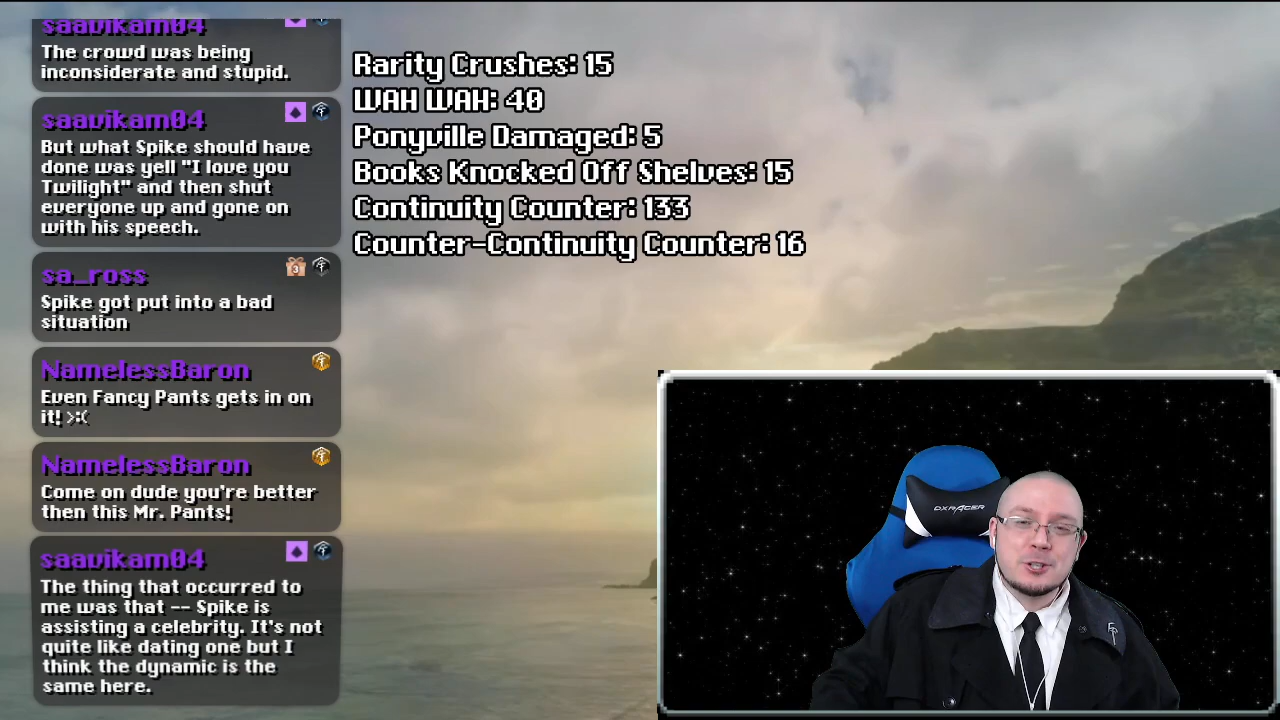 saavikam04
The crowd was being
inconsiderate and stupid.
saavikam04
But what Spike should have
done was yell "I love you
Twilight" and then shut
everyone up and gone on
with his speech.
sa_ross
3
Spike got put into a bad
situation
NamelessBaron
Even Fancy Pants gets in on
it! >:(
NamelessBaron
Come on dude you're better
then this Mr. Pants!
saavikam04
The thing that occurred to
me was that -- Spike is
assisting a celebrity. It's not
quite like dating one but I
think the dynamic is the
same here.
Rarity Crushes: 15
WAH WAH: 40
Ponyville Damaged: 5
Books Knocked Off Shelves: 15
Continuity Counter: 133
Counter-Continuity Counter: 16
DXRACER